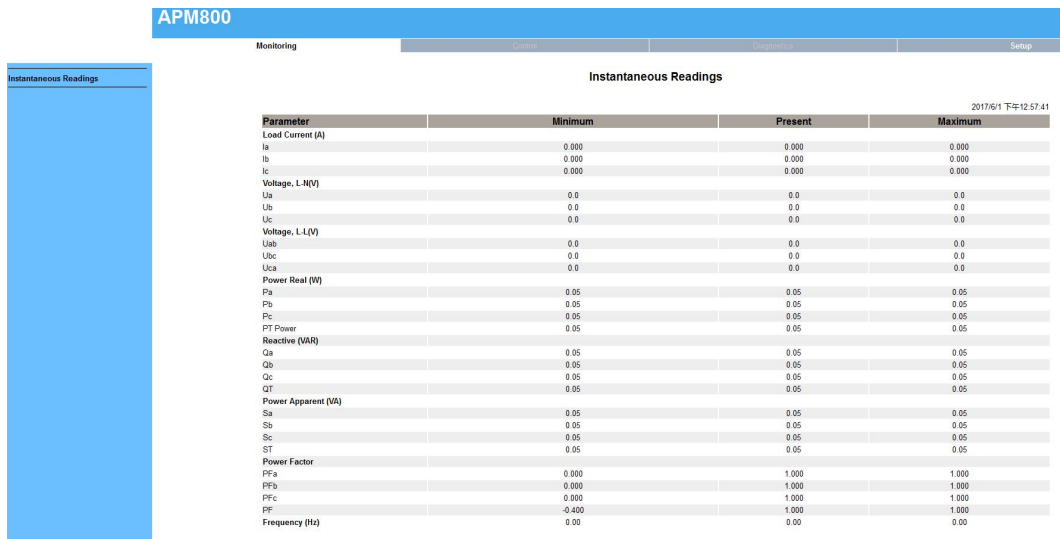 APM800
Monitoring Control Diagnostics Setup
Instantaneous Readings
Instantaneous Readings
2017/6/1 下午12:57:41
Parameter Minimum Present Maximum
Load Current (A)
Ia 0.000 0.000 0.000
Ib 0.000 0.000 0.000
Ic 0.000 0.000 0.000
Voltage, L-N(V)
Ua 0.0 0.0 0.0
Ub 0.0 0.0 0.0
Uc 0.0 0.0 0.0
Voltage, L-L(V)
Uab 0.0 0.0 0.0
Ubc 0.0 0.0 0.0
Uca 0.0 0.0 0.0
Power Real (W)
Pa 0.05 0.05 0.05
Pb 0.05 0.05 0.05
Pc 0.05 0.05 0.05
PT Power 0.05 0.05 0.05
Reactive (VAR)
Qa 0.05 0.05 0.05
Qb 0.05 0.05 0.05
Qc 0.05 0.05 0.05
QT 0.05 0.05 0.05
Power Apparent (VA)
Sa 0.05 0.05 0.05
Sb 0.05 0.05 0.05
Sc 0.05 0.05 0.05
ST 0.05 0.05 0.05
Power Factor
PFa 0.000 1.000 1.000
PFb 0.000 1.000 1.000
PFc 0.000 1.000 1.000
PF -0.400 1.000 1.000
Frequency (Hz) 0.00 0.00 0.00